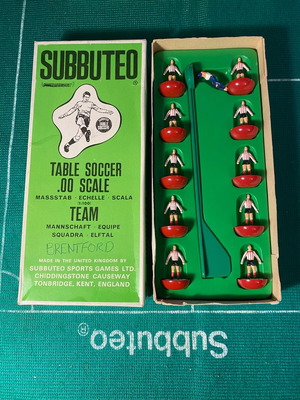 SUBBUTEO
TABLE SOCCER
.00 SCALE
MASSSTAB · ECHELLE · SCALA
TEAM
MANNSCHAFT · EQUIPE
SQUADRA · ELFTAL
BRENTFORD
MADE IN THE UNITED KINGDOM BY
SUBBUTEO SPORTS GAMES LTD.
CHIDDINGSTONE CAUSEWAY
TONBRIDGE, KENT, ENGLAND
Subbuteo®